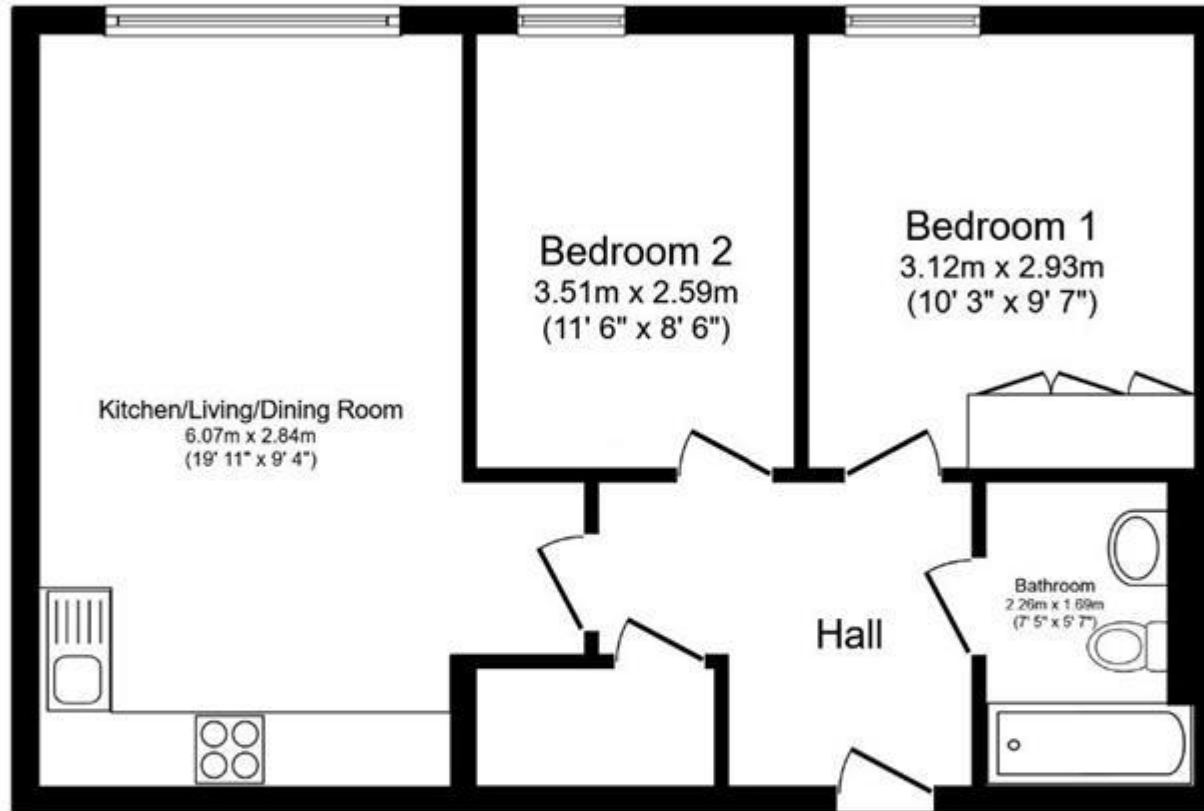 Bedroom 2
3.51m x 2.59m
(11' 6" x 8' 6")
Bedroom 1
3.12m x 2.93m
(10' 3" x 9' 7")
Kitchen/Living/Dining Room
6.07m x 2.84m
(19' 11" x 9' 4")
Hall
Bathroom
2.26m x 1.69m
(7' 5" x 5' 7")